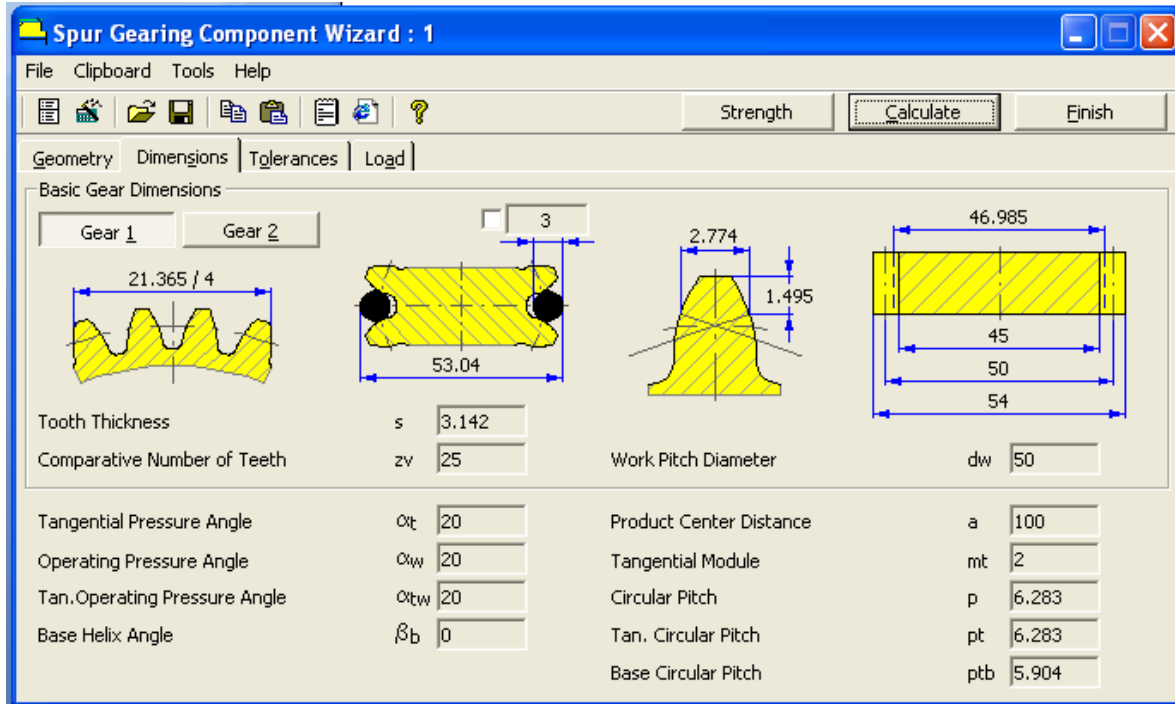 Spur Gearing Component Wizard : 1
File Clipboard Tools Help
Strength Calculate Finish
Geometry Dimensions Tolerances Load
Basic Gear Dimensions
Gear 1 Gear 2
3
46.985
2.774
21.365 / 4
1.495
45
53.04
50
54
Tooth Thickness s 3.142
Comparative Number of Teeth zv 25 Work Pitch Diameter dw 50
Tangential Pressure Angle αt 20 Product Center Distance a 100
Operating Pressure Angle αw 20 Tangential Module mt 2
Tan.Operating Pressure Angle αtw 20 Circular Pitch p 6.283
Base Helix Angle βb 0 Tan. Circular Pitch pt 6.283
Base Circular Pitch ptb 5.904